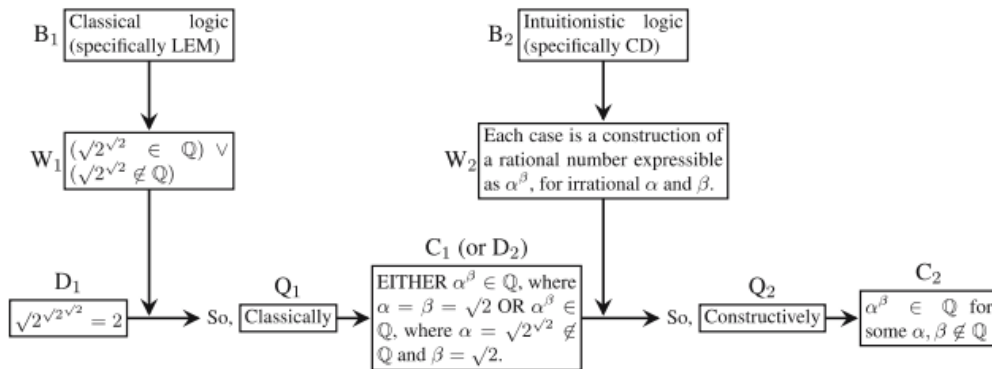 B₁ Classical logic
(specifically LEM)
B₂ Intuitionistic logic
(specifically CD)
W₁ (√2^√2 ∈ ℚ) ∨
(√2^√2 ∉ ℚ)
W₂ Each case is a construction of
a rational number expressible
as α^β, for irrational α and β.
D₁
√2^√2^√2 = 2
So,
Q₁
Classically
C₁ (or D₂)
EITHER α^β ∈ ℚ, where
α = β = √2 OR α^β ∈
ℚ, where α = √2^√2 ∉
ℚ and β = √2.
So,
Q₂
Constructively
C₂
α^β ∈ ℚ for
some α, β ∉ ℚ